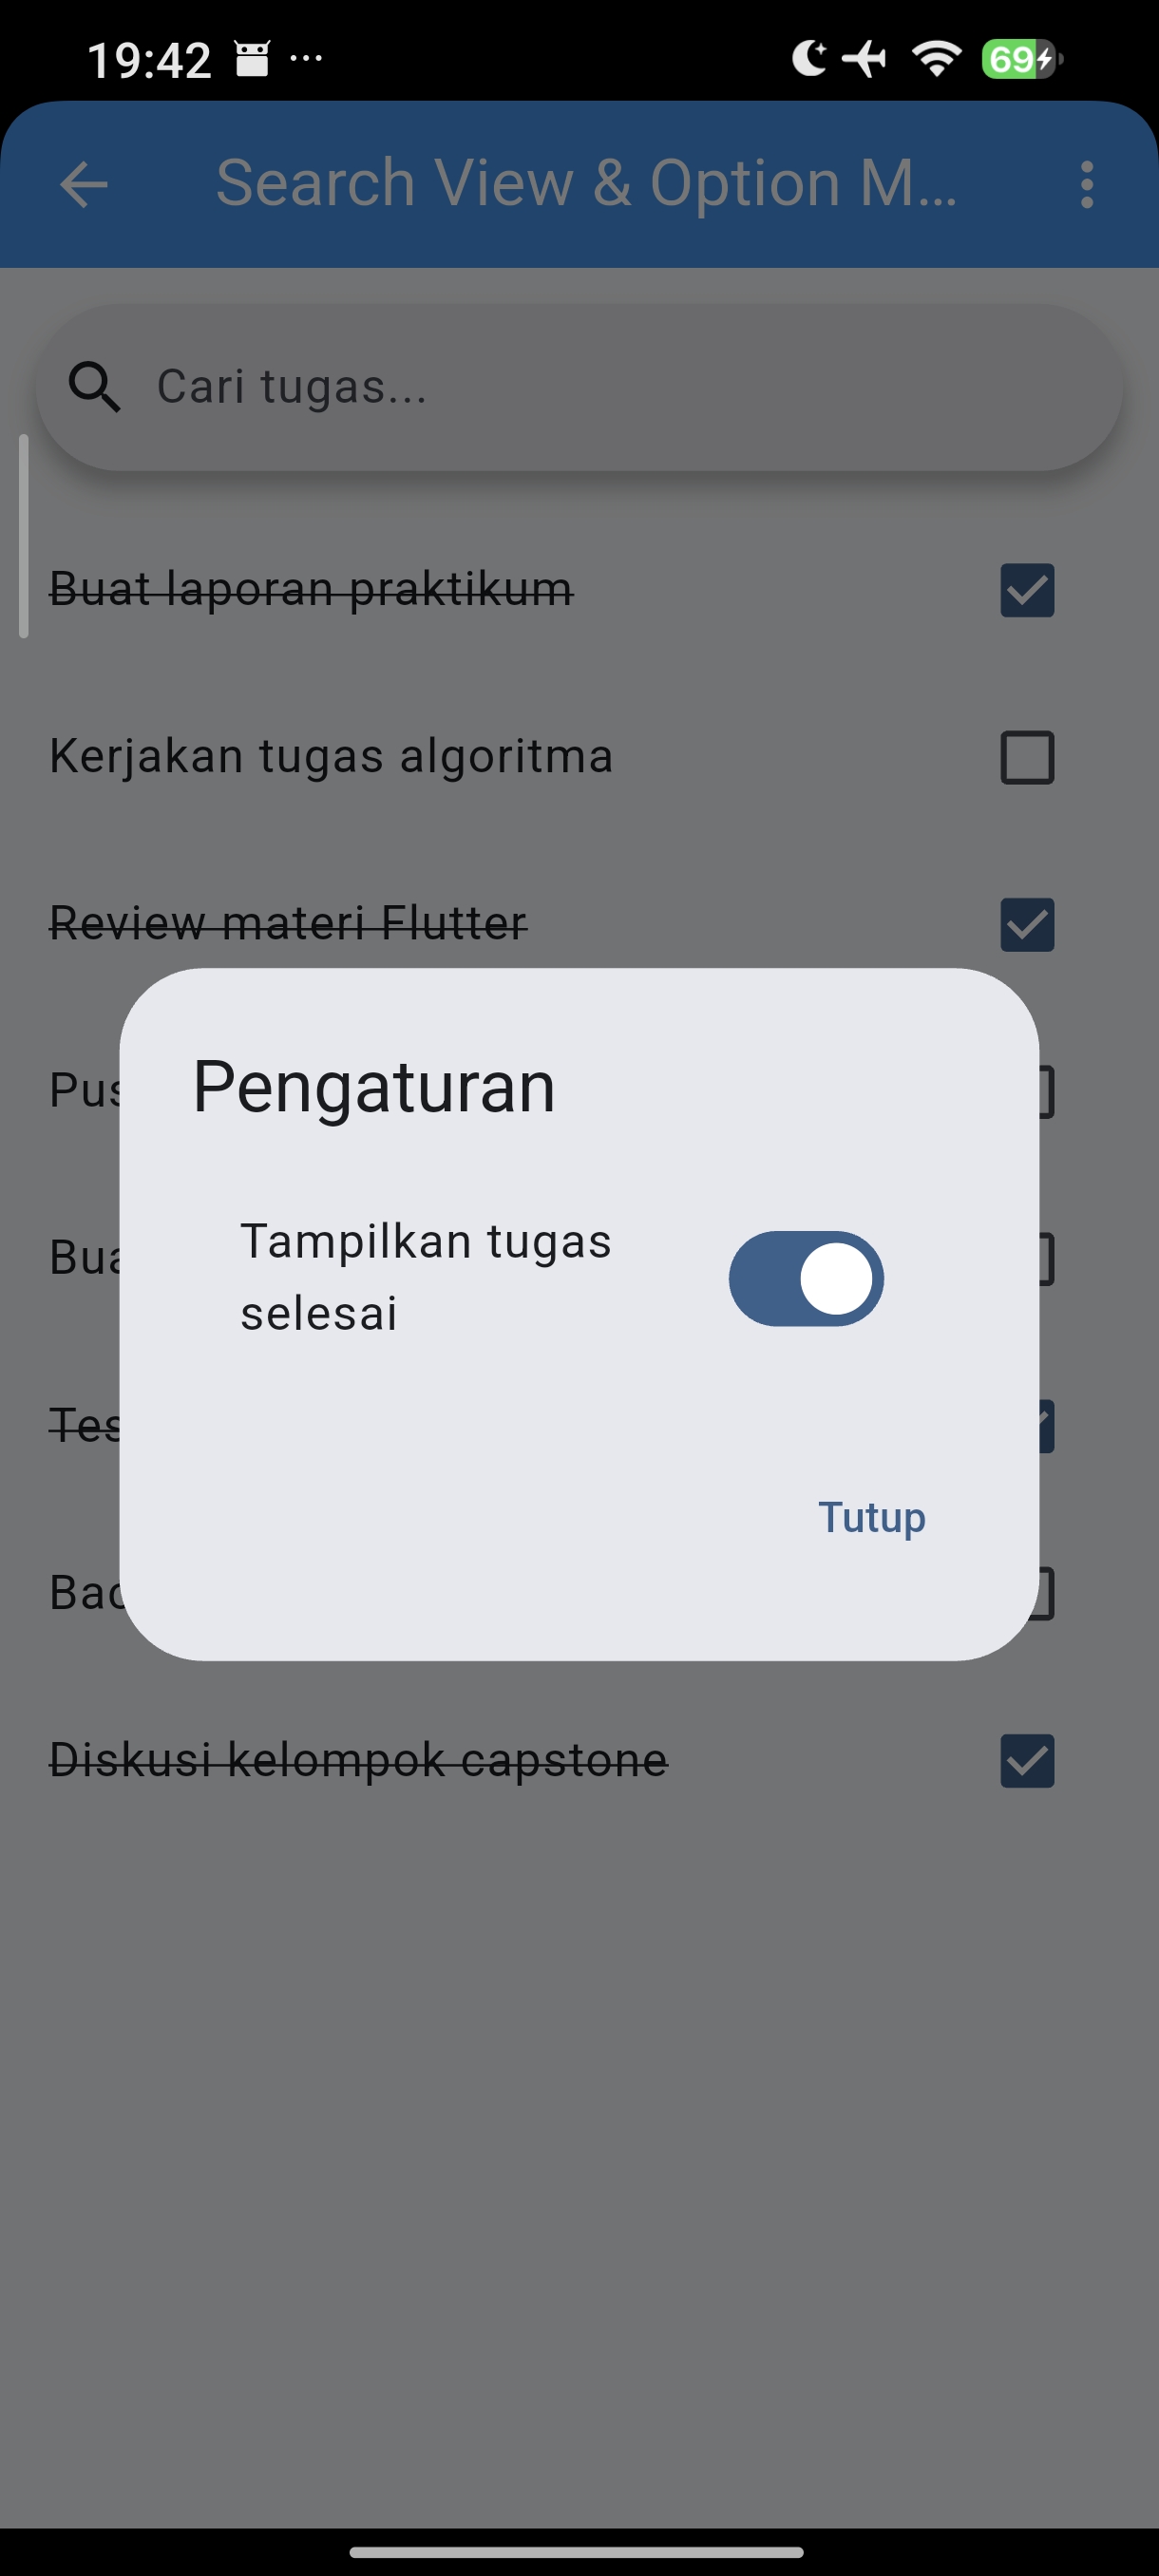 19:42
69
Search View & Option M...
Cari tugas...
Buat laporan praktikum
Kerjakan tugas algoritma
Review materi Flutter
Pengaturan
Tampilkan tugas
selesai
Tutup
Diskusi kelompok capstone